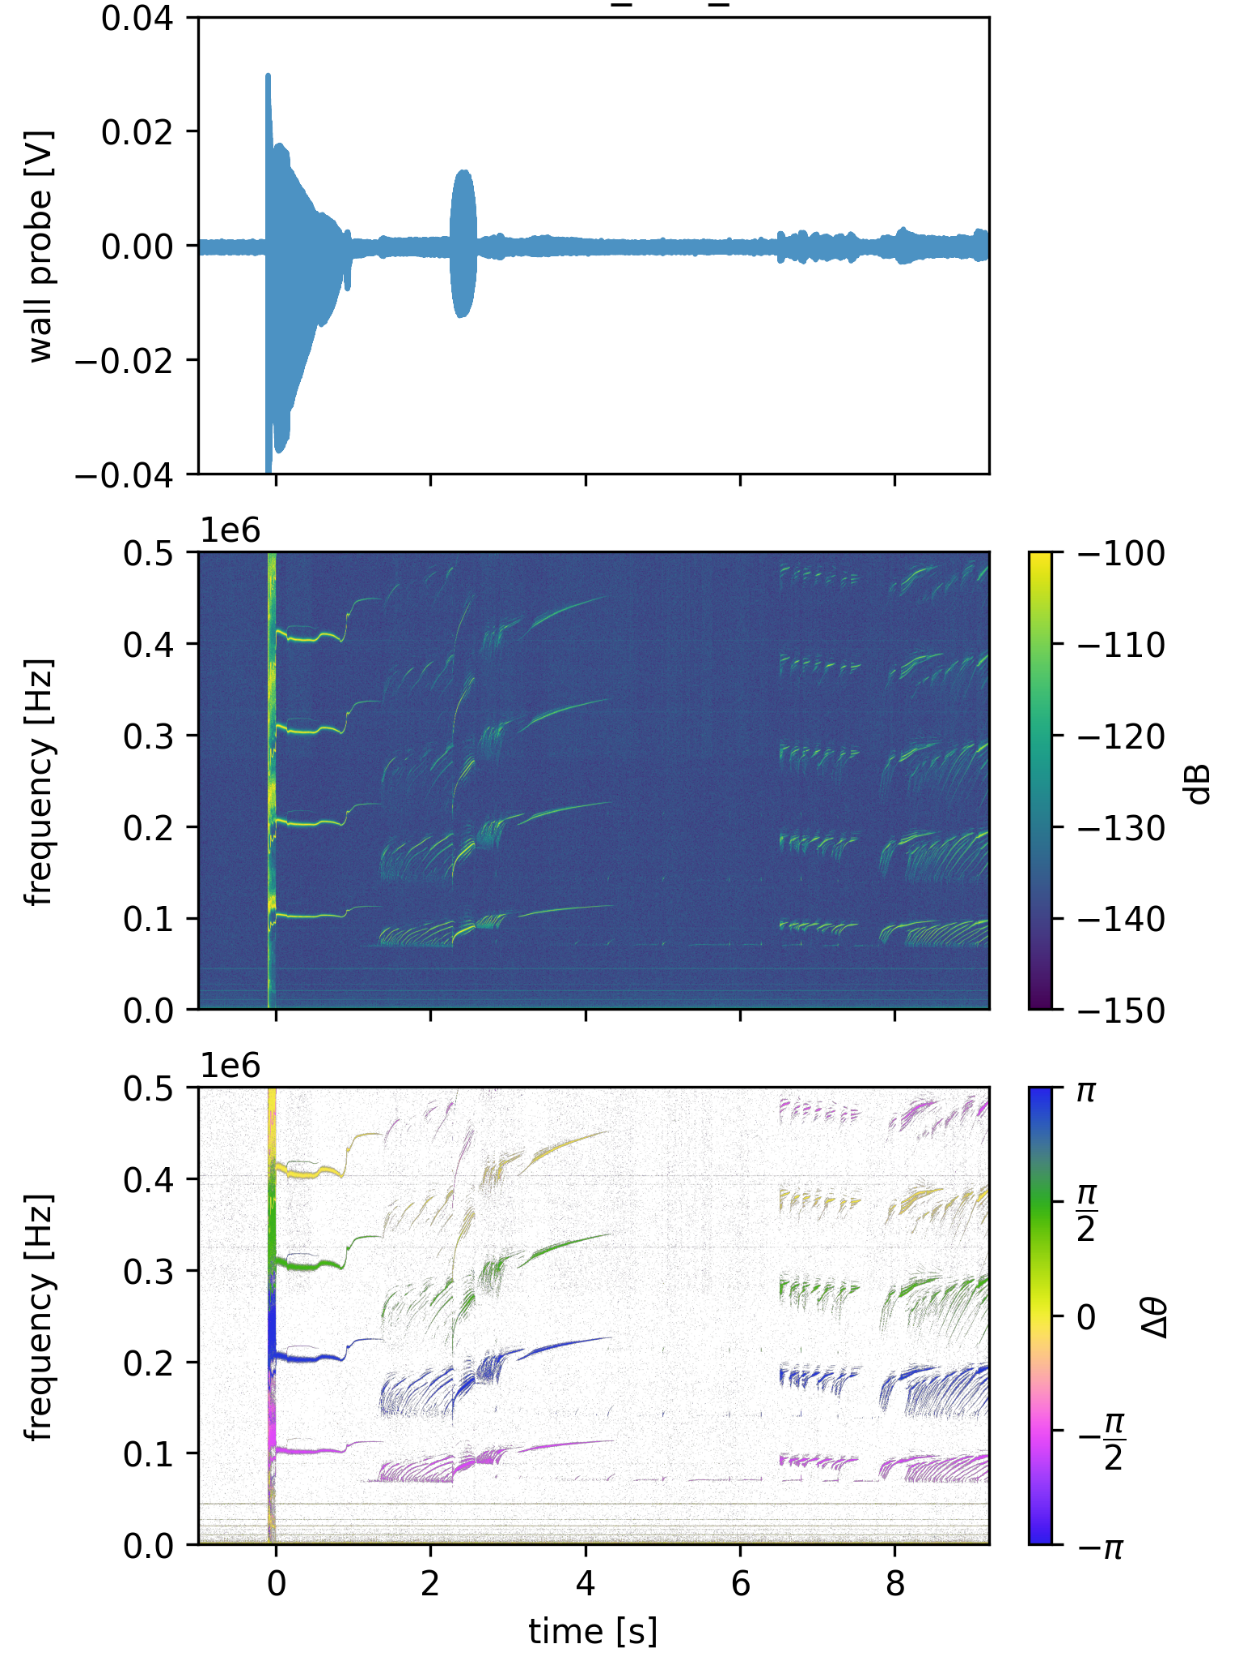 0.04
0.02
0.00
−0.02
−0.04
wall probe [V]
1e6
0.5
0.4
0.3
0.2
0.1
0.0
frequency [Hz]
−100
−110
−120
−130
−140
−150
dB
1e6
0.5
0.4
0.3
0.2
0.1
0.0
frequency [Hz]
0 2 4 6 8
time [s]
π
π/2
0
−π/2
−π
Δθ